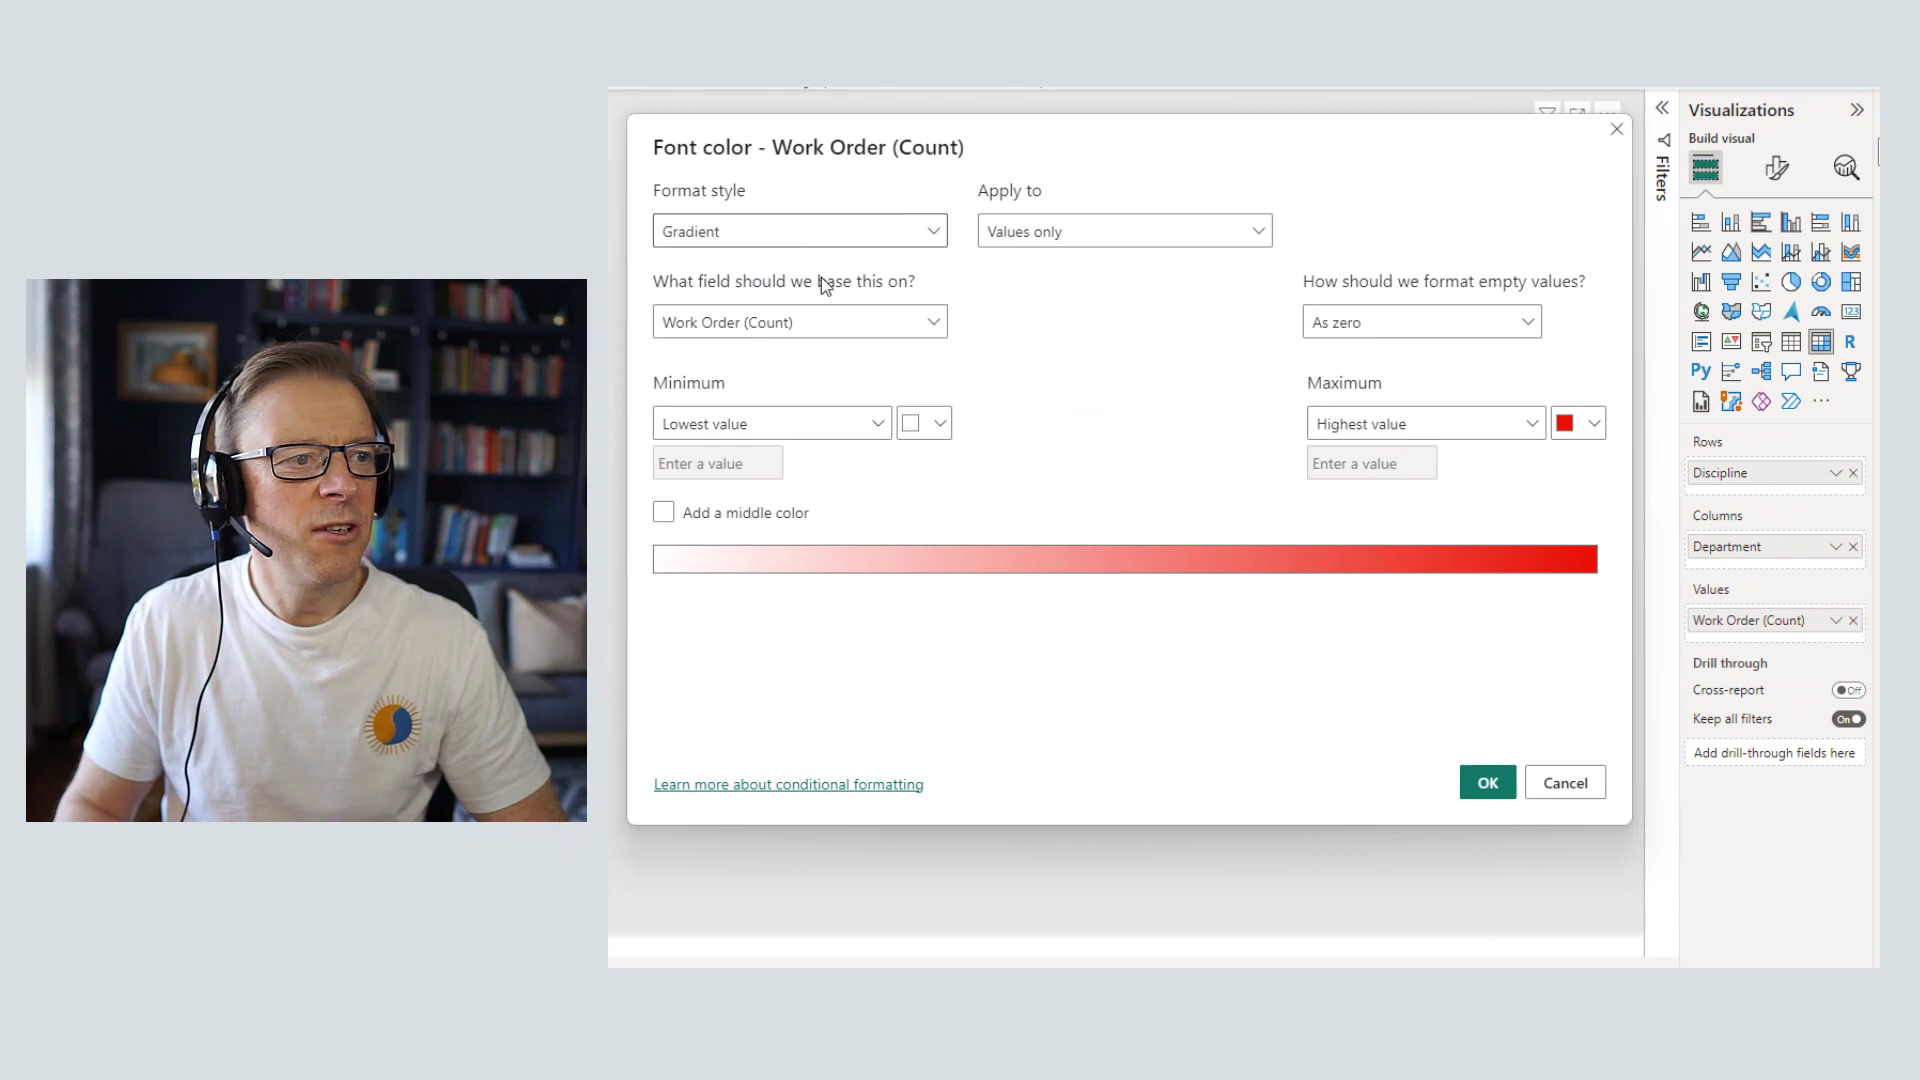 Font color - Work Order (Count)
Format style
Apply to
Gradient
Values only
What field should we base this on?
How should we format empty values?
Work Order (Count)
As zero
Minimum
Maximum
Lowest value
Highest value
Enter a value
Enter a value
Add a middle color
Learn more about conditional formatting
OK
Cancel
Filters
Visualizations
Build visual
123
R
Py
Rows
Discipline
Columns
Department
Values
Work Order (Count)
Drill through
Cross-report
Off
Keep all filters
On
Add drill-through fields here